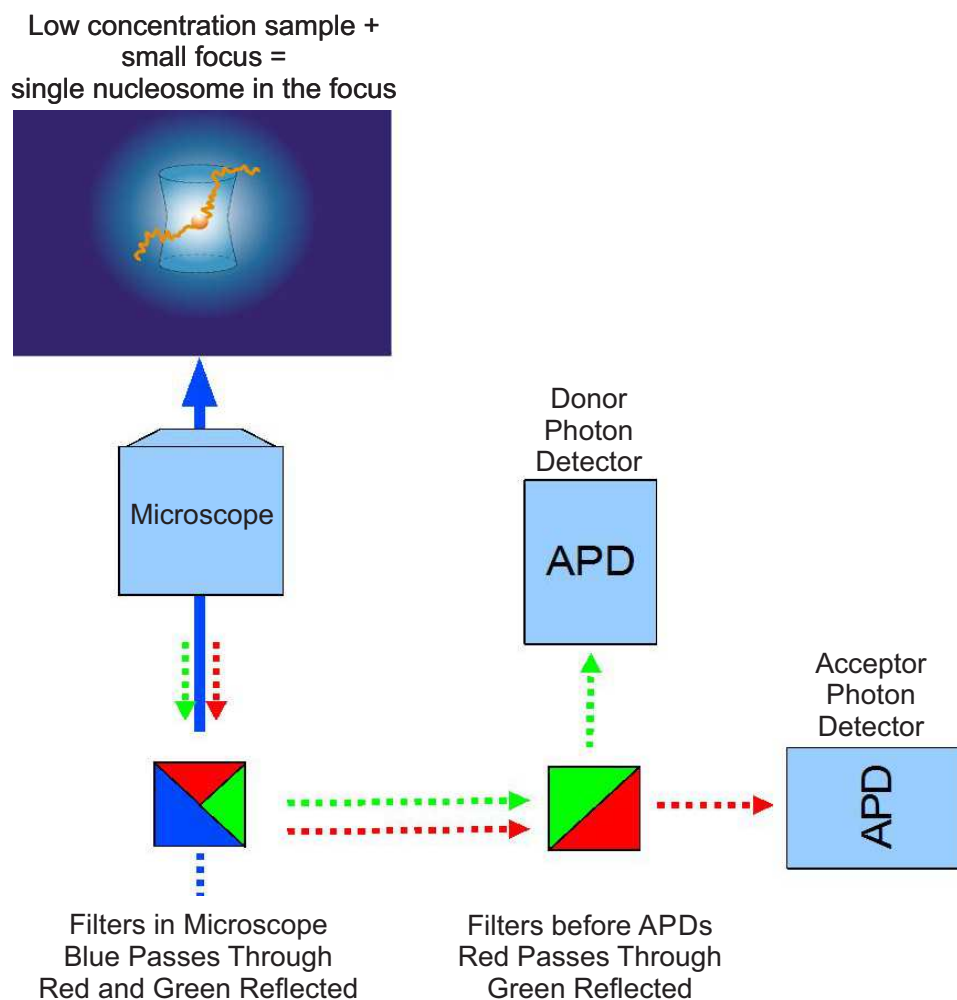 Low concentration sample +
small focus =
single nucleosome in the focus
Microscope
Donor
Photon
Detector
APD
Acceptor
Photon
Detector
APD
Filters in Microscope
Blue Passes Through
Red and Green Reflected
Filters before APDs
Red Passes Through
Green Reflected